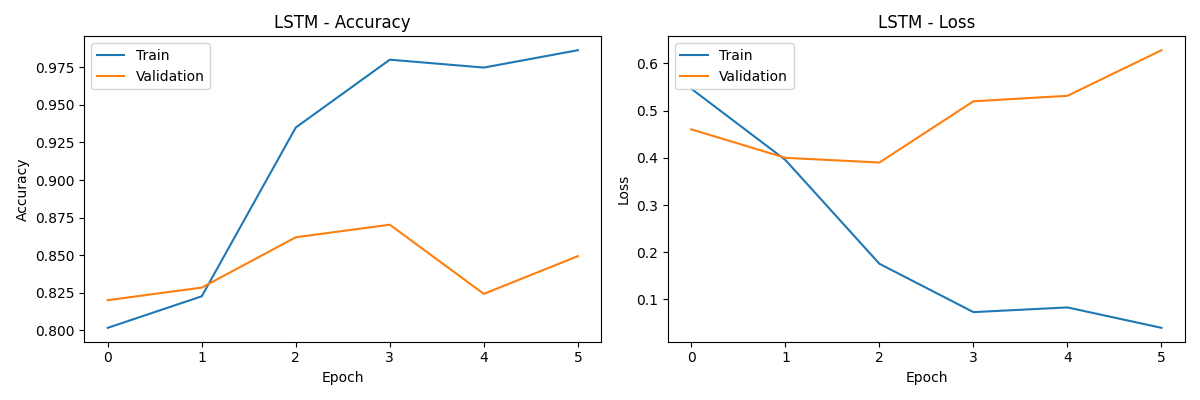 LSTM - Accuracy
Train
Validation
0.975
0.950
0.925
0.900
0.875
0.850
0.825
0.800
Accuracy
0 1 2 3 4 5
Epoch
LSTM - Loss
Train
Validation
0.6
0.5
0.4
0.3
0.2
0.1
Loss
0 1 2 3 4 5
Epoch